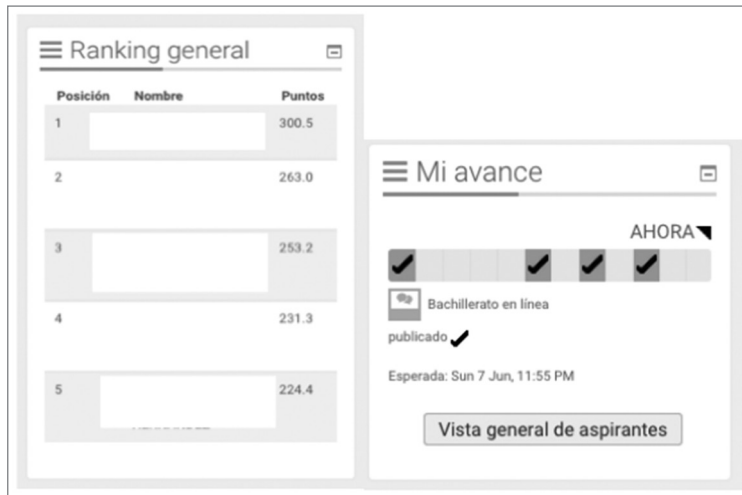 Ranking general
Posición Nombre Puntos
1 300.5
2 263.0
3 253.2
4 231.3
5 224.4
Mi avance
AHORA
Bachillerato en línea
publicado
Esperada: Sun 7 Jun, 11:55 PM
Vista general de aspirantes